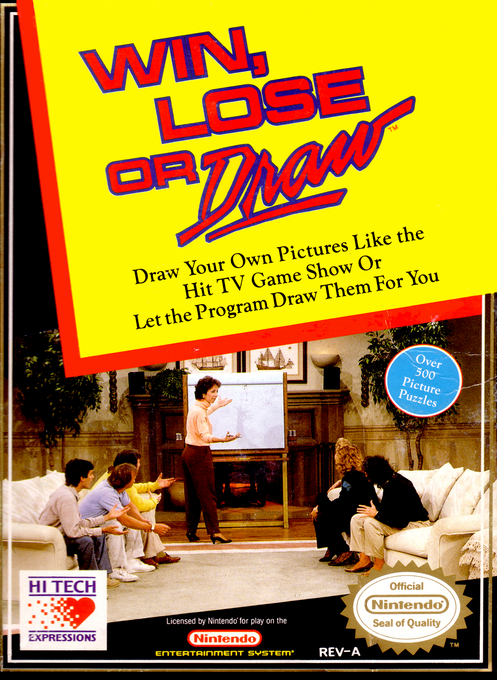 WIN,
LOSE
OR Draw™
Draw Your Own Pictures Like the
Hit TV Game Show Or
Let the Program Draw Them For You
Over
500
Picture
Puzzles
HI TECH
EXPRESSIONS
Licensed by Nintendo® for play on the
Nintendo®
ENTERTAINMENT SYSTEM®
REV-A
Official
Nintendo®
Seal of Quality
TM